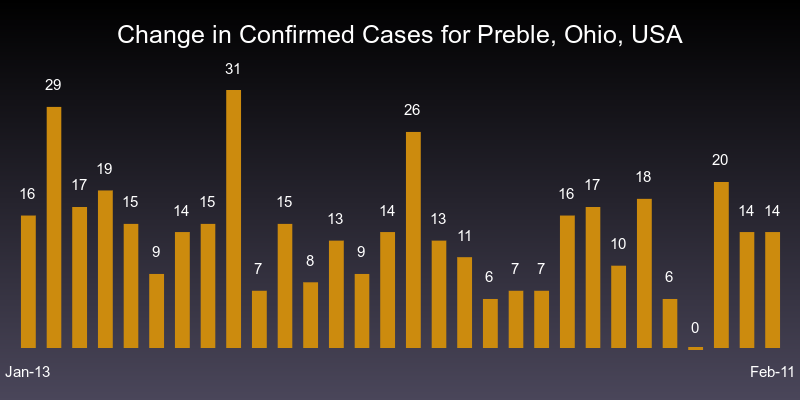 Change in Confirmed Cases for Preble, Ohio, USA
16 29 17 19 15 9 14 15 31 7 15 8 13 9 14 26 13 11 6 7 7 16 17 10 18 6 0 20 14 14
Jan-13 Feb-11